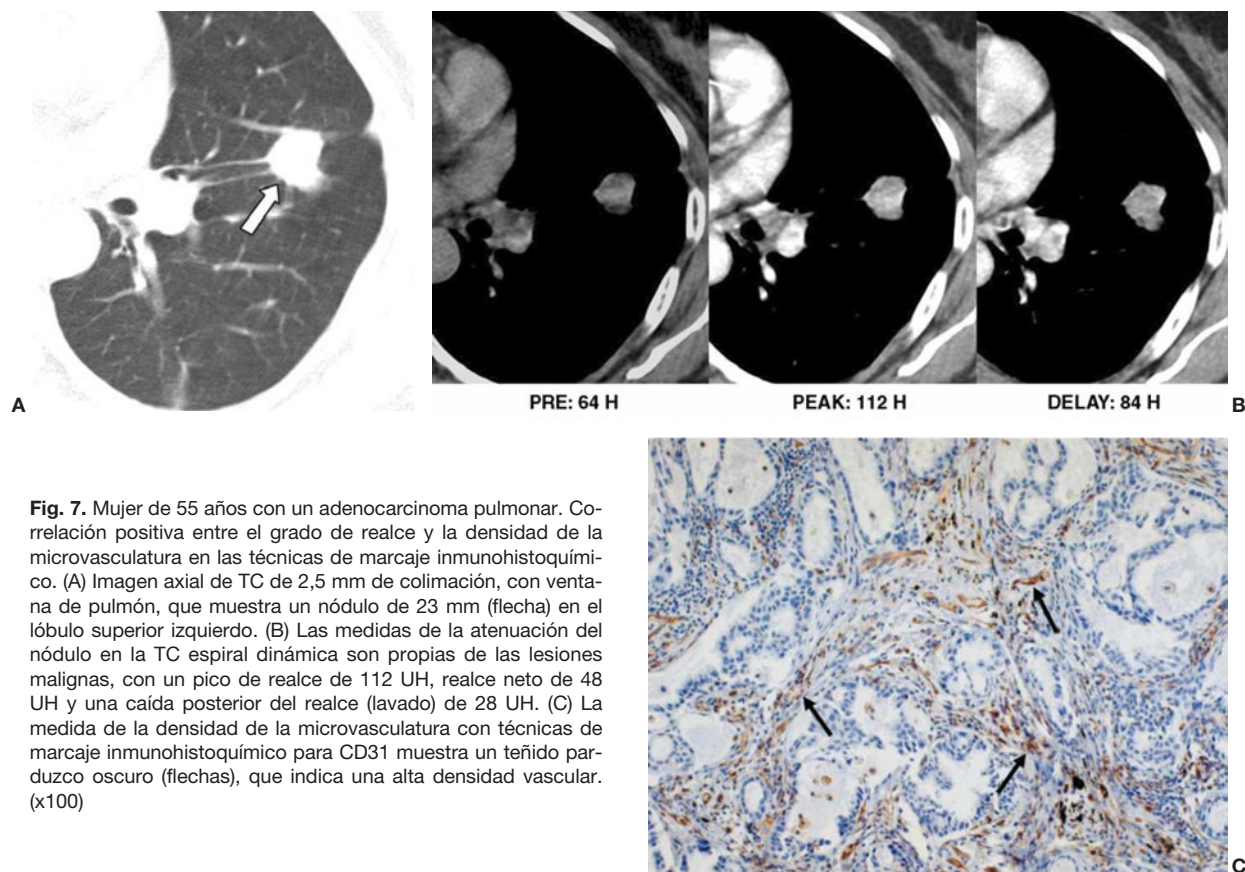 A
PRE: 64 H
PEAK: 112 H
DELAY: 84 H
B
Fig. 7. Mujer de 55 años con un adenocarcinoma pulmonar. Co-
rrelación positiva entre el grado de realce y la densidad de la
microvasculatura en las técnicas de marcaje inmunohistoquími-
co. (A) Imagen axial de TC de 2,5 mm de colimación, con venta-
na de pulmón, que muestra un nódulo de 23 mm (flecha) en el
lóbulo superior izquierdo. (B) Las medidas de la atenuación del
nódulo en la TC espiral dinámica son propias de las lesiones
malignas, con un pico de realce de 112 UH, realce neto de 48
UH y una caída posterior del realce (lavado) de 28 UH. (C) La
medida de la densidad de la microvasculatura con técnicas de
marcaje inmunohistoquímico para CD31 muestra un teñido par-
duzco oscuro (flechas), que indica una alta densidad vascular.
(x100)
C